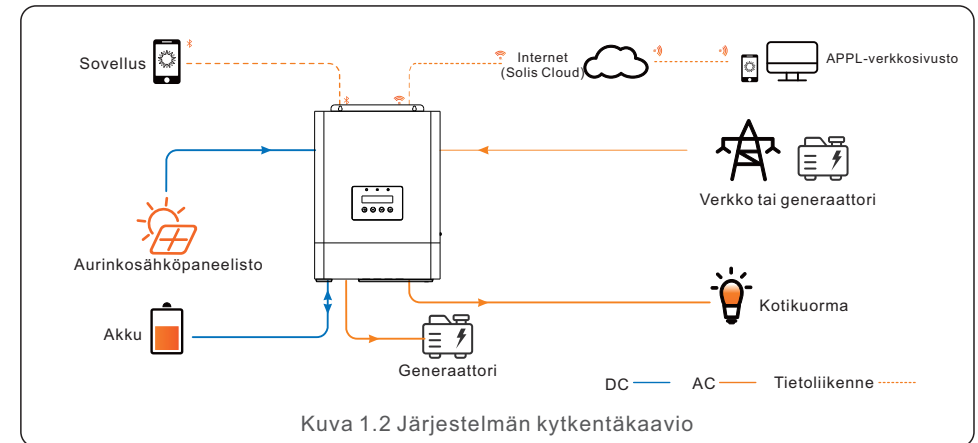 Sovellus
Internet
(Solis Cloud)
APPL-verkkosivusto
Verkko tai generaattori
Aurinkosähköpaneelisto
Akku
Kotikuorma
Generaattori
DC AC Tietoliikenne
Kuva 1.2 Järjestelmän kytkentäkaavio